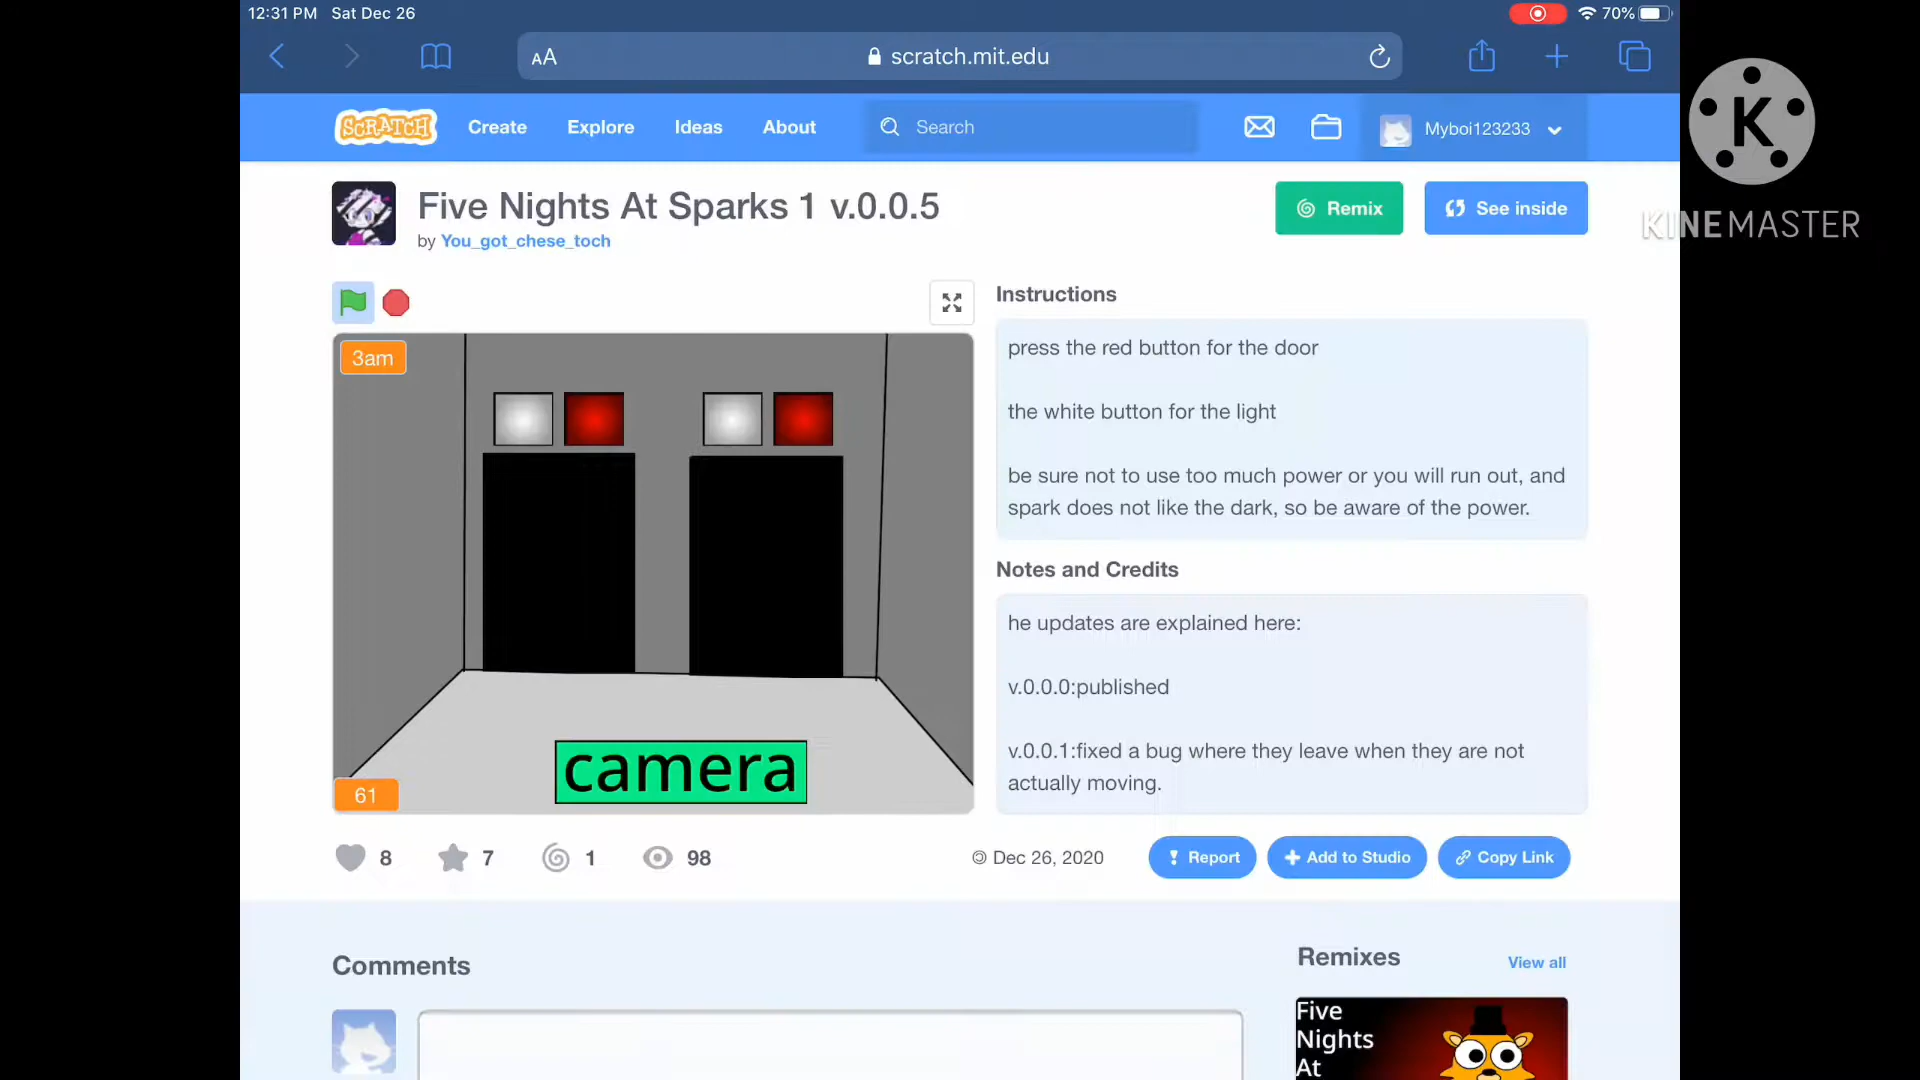 12:31 PM Sat Dec 26
70%
AA
scratch.mit.edu
SCRATCH
Create
Explore
Ideas
About
Search
Myboi123233
K
KINEMASTER
Five Nights At Sparks 1 v.0.0.5
by You_got_chese_toch
Remix
See inside
3am
camera
61
Instructions
press the red button for the door
the white button for the light
be sure not to use too much power or you will run out, and
spark does not like the dark, so be aware of the power.
Notes and Credits
he updates are explained here:
v.0.0.0:published
v.0.0.1:fixed a bug where they leave when they are not
actually moving.
8
7
1
98
© Dec 26, 2020
Report
Add to Studio
Copy Link
Comments
Remixes
View all
Five
Nights
At